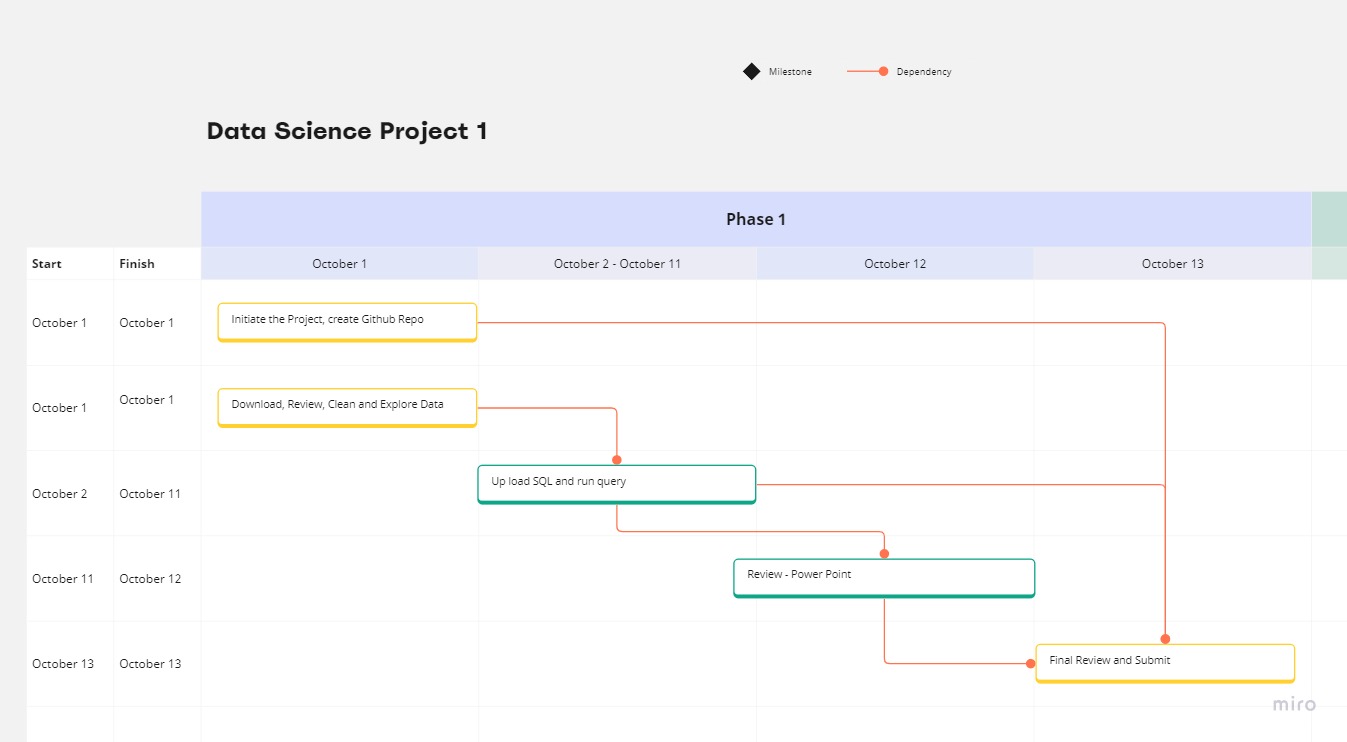 Milestone
Dependency
Data Science Project 1
Phase 1
Start
Finish
October 1
October 2 - October 11
October 12
October 13
October 1
October 1
Initiate the Project, create Github Repo
October 1
October 1
Download, Review, Clean and Explore Data
October 2
October 11
Up load SQL and run query
October 11
October 12
Review - Power Point
October 13
October 13
Final Review and Submit
miro